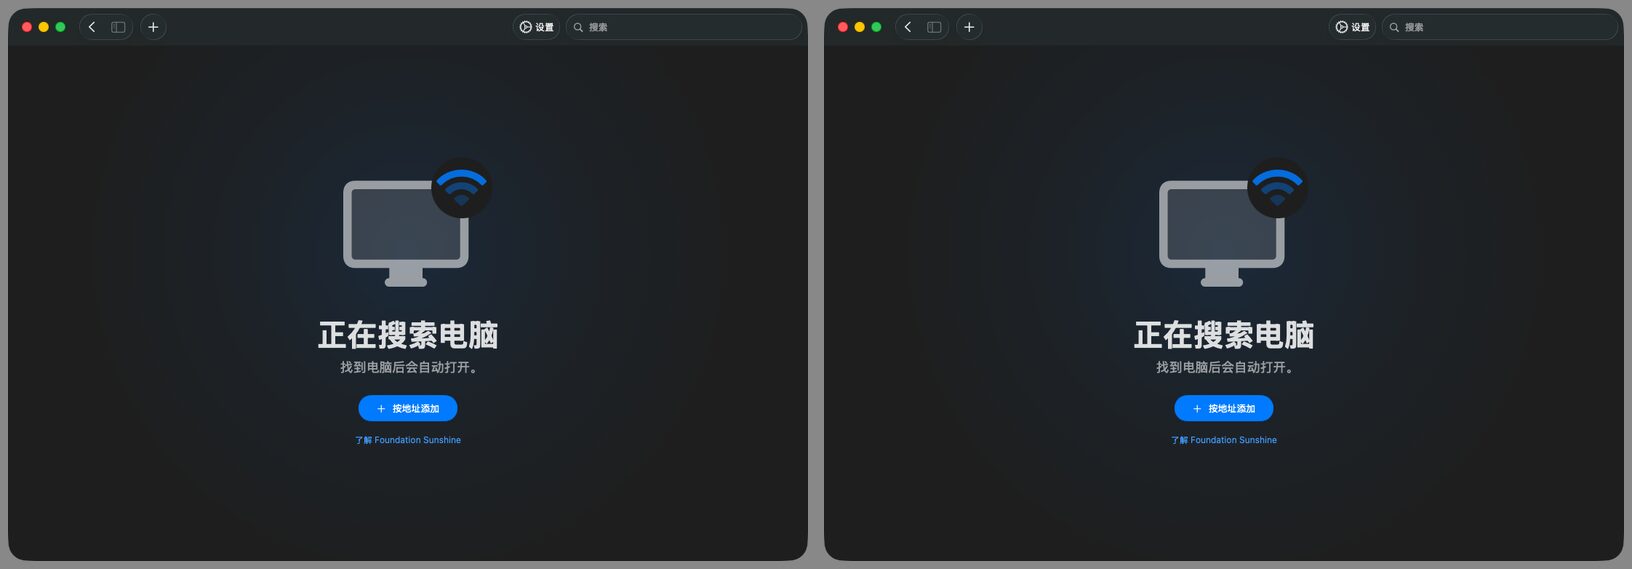 设置
搜索
正在搜索电脑
找到电脑后会自动打开。
按地址添加
了解 Foundation Sunshine
设置
搜索
正在搜索电脑
找到电脑后会自动打开。
按地址添加
了解 Foundation Sunshine